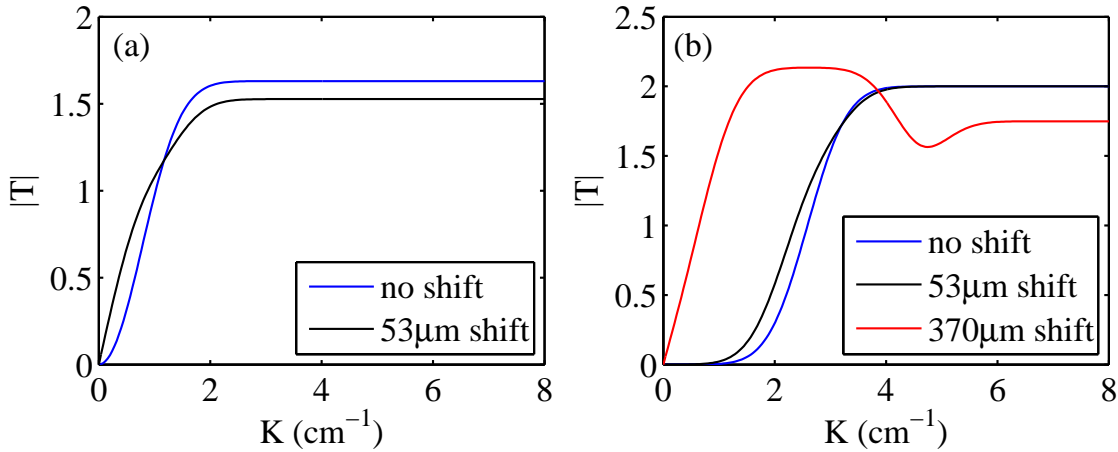 (a)
2
1.5
1
0.5
0
|T|
no shift
53μm shift
0 2 4 6 8
K (cm⁻¹)
(b)
2.5
2
1.5
1
0.5
0
|T|
no shift
53μm shift
370μm shift
0 2 4 6 8
K (cm⁻¹)